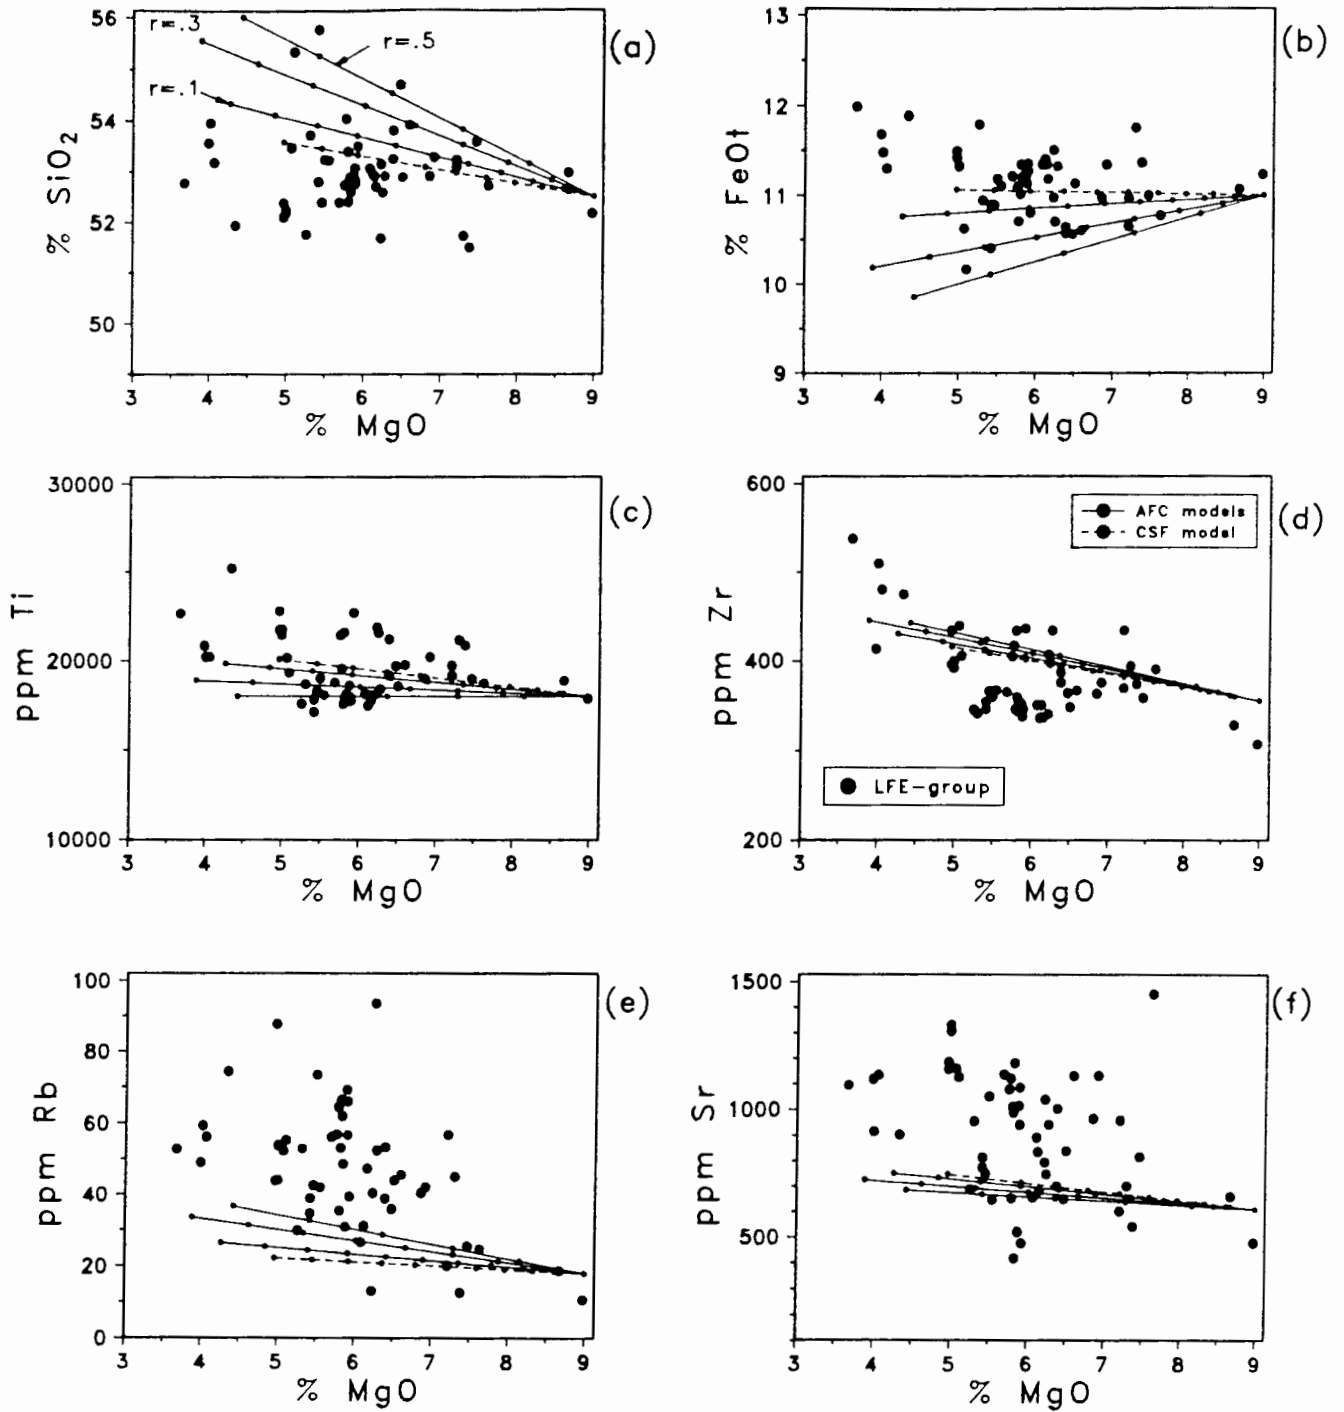 56
54
52
50
% SiO2
r=.3
r=.5
r=.1
(a)
3 4 5 6 7 8 9
% MgO
13
12
11
10
9
% FeOt
(b)
3 4 5 6 7 8 9
% MgO
30000
20000
10000
ppm Ti
(c)
3 4 5 6 7 8 9
% MgO
600
400
200
ppm Zr
AFC models
CSF model
(d)
LFE-group
3 4 5 6 7 8 9
% MgO
100
80
60
40
20
0
ppm Rb
(e)
3 4 5 6 7 8 9
% MgO
1500
1000
500
ppm Sr
(f)
3 4 5 6 7 8 9
% MgO